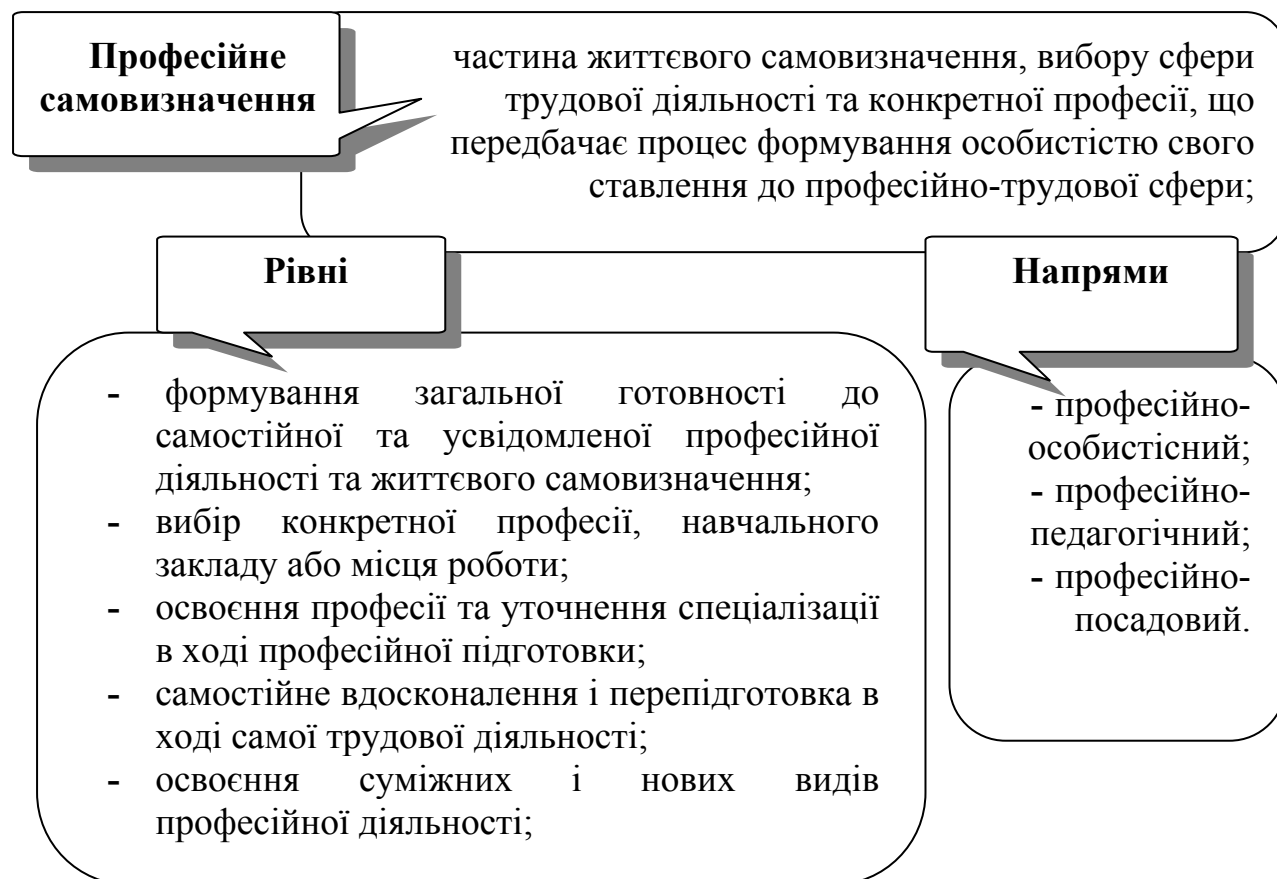 Професійне
самовизначення
частина життєвого самовизначення, вибору сфери
трудової діяльності та конкретної професії, що
передбачає процес формування особистістю свого
ставлення до професійно-трудової сфери;
Рівні
- формування загальної готовності до
самостійної та усвідомленої професійної
діяльності та життєвого самовизначення;
- вибір конкретної професії, навчального
закладу або місця роботи;
- освоєння професії та уточнення спеціалізації
в ході професійної підготовки;
- самостійне вдосконалення і перепідготовка в
ході самої трудової діяльності;
- освоєння суміжних і нових видів
професійної діяльності;
Напрями
- професійно-
особистісний;
- професійно-
педагогічний;
- професійно-
посадовий.